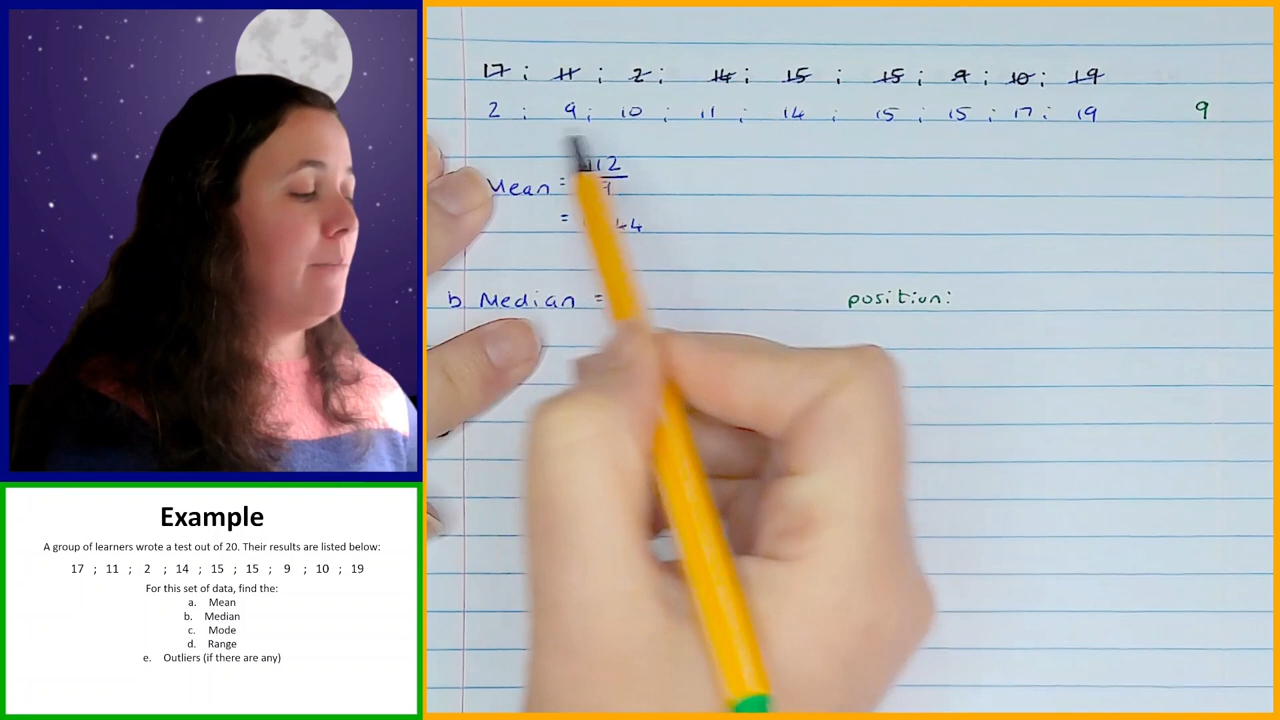 17 ; 11 ; 2 ; 14 ; 15 ; 15 ; 9 ; 10 ; 19
2 ; 9 ; 10 ; 11 ; 14 ; 15 ; 15 ; 17 ; 19 9
Mean =
=
b Median = position:
Example
A group of learners wrote a test out of 20. Their results are listed below:
17 ; 11 ; 2 ; 14 ; 15 ; 15 ; 9 ; 10 ; 19
For this set of data, find the:
a. Mean
b. Median
c. Mode
d. Range
e. Outliers (if there are any)